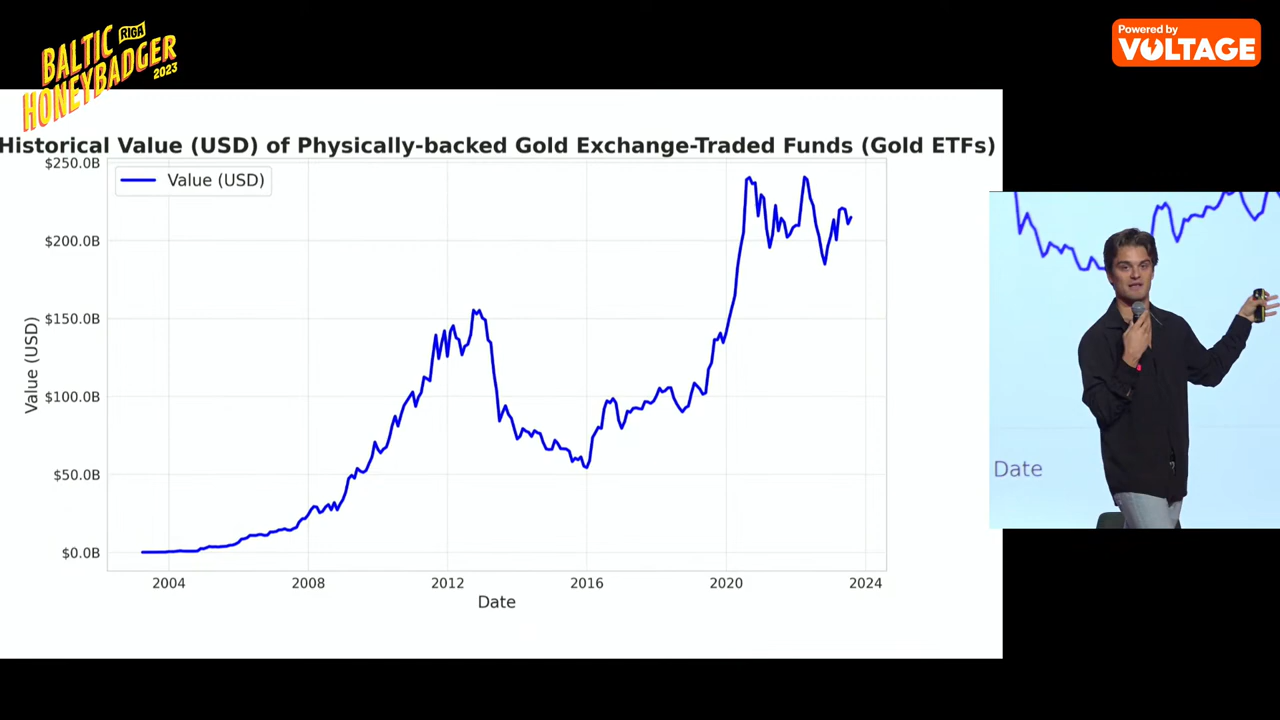 BALTIC
RIGA
HONEYBADGER
2023
Powered by
VOLTAGE
Historical Value (USD) of Physically-backed Gold Exchange-Traded Funds (Gold ETFs)
Value (USD)
$250.0B
$200.0B
$150.0B
$100.0B
$50.0B
$0.0B
Value (USD)
2004
2008
2012
2016
2020
2024
Date
Date